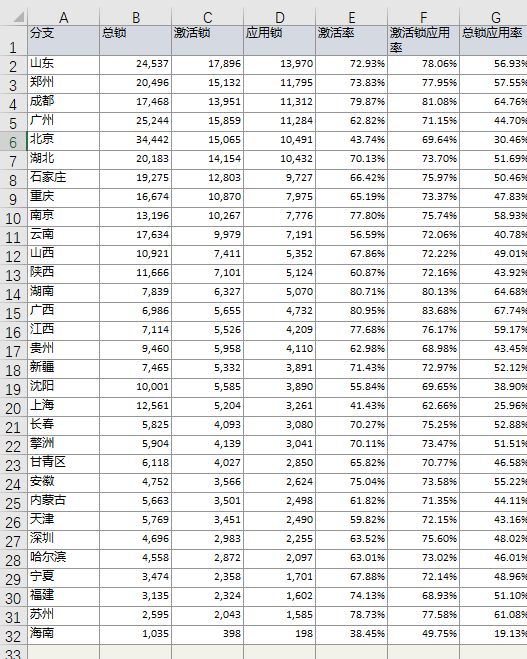 A B C D E F G
1 分支 总锁 激活锁 应用锁 激活率 激活锁应用率 总锁应用率
2 山东 24,537 17,896 13,970 72.93% 78.06% 56.93%
3 郑州 20,496 15,132 11,795 73.83% 77.95% 57.55%
4 成都 17,468 13,951 11,312 79.87% 81.08% 64.76%
5 广州 25,244 15,859 11,284 62.82% 71.15% 44.70%
6 北京 34,442 15,065 10,491 43.74% 69.64% 30.46%
7 湖北 20,183 14,154 10,432 70.13% 73.70% 51.69%
8 石家庄 19,275 12,803 9,727 66.42% 75.97% 50.46%
9 重庆 16,674 10,870 7,975 65.19% 73.37% 47.83%
10 南京 13,196 10,267 7,776 77.80% 75.74% 58.93%
11 云南 17,634 9,979 7,191 56.59% 72.06% 40.78%
12 山西 10,921 7,411 5,352 67.86% 72.22% 49.01%
13 陕西 11,666 7,101 5,124 60.87% 72.16% 43.92%
14 湖南 7,839 6,327 5,070 80.71% 80.13% 64.68%
15 广西 6,986 5,655 4,732 80.95% 83.68% 67.74%
16 江西 7,114 5,526 4,209 77.68% 76.17% 59.17%
17 贵州 9,460 5,958 4,110 62.98% 68.98% 43.45%
18 新疆 7,465 5,332 3,891 71.43% 72.97% 52.12%
19 沈阳 10,001 5,585 3,890 55.84% 69.65% 38.90%
20 上海 12,561 5,204 3,261 41.43% 62.66% 25.96%
21 长春 5,825 4,093 3,080 70.27% 75.25% 52.88%
22 擎洲 5,904 4,139 3,041 70.11% 73.47% 51.51%
23 甘青区 6,118 4,027 2,850 65.82% 70.77% 46.58%
24 安徽 4,752 3,566 2,624 75.04% 73.58% 55.22%
25 内蒙古 5,663 3,501 2,498 61.82% 71.35% 44.11%
26 天津 5,769 3,451 2,490 59.82% 72.15% 43.16%
27 深圳 4,696 2,983 2,255 63.52% 75.60% 48.02%
28 哈尔滨 4,558 2,872 2,097 63.01% 73.02% 46.01%
29 宁夏 3,474 2,358 1,701 67.88% 72.14% 48.96%
30 福建 3,135 2,324 1,602 74.13% 68.93% 51.10%
31 苏州 2,595 2,043 1,585 78.73% 77.58% 61.08%
32 海南 1,035 398 198 38.45% 49.75% 19.13%
33